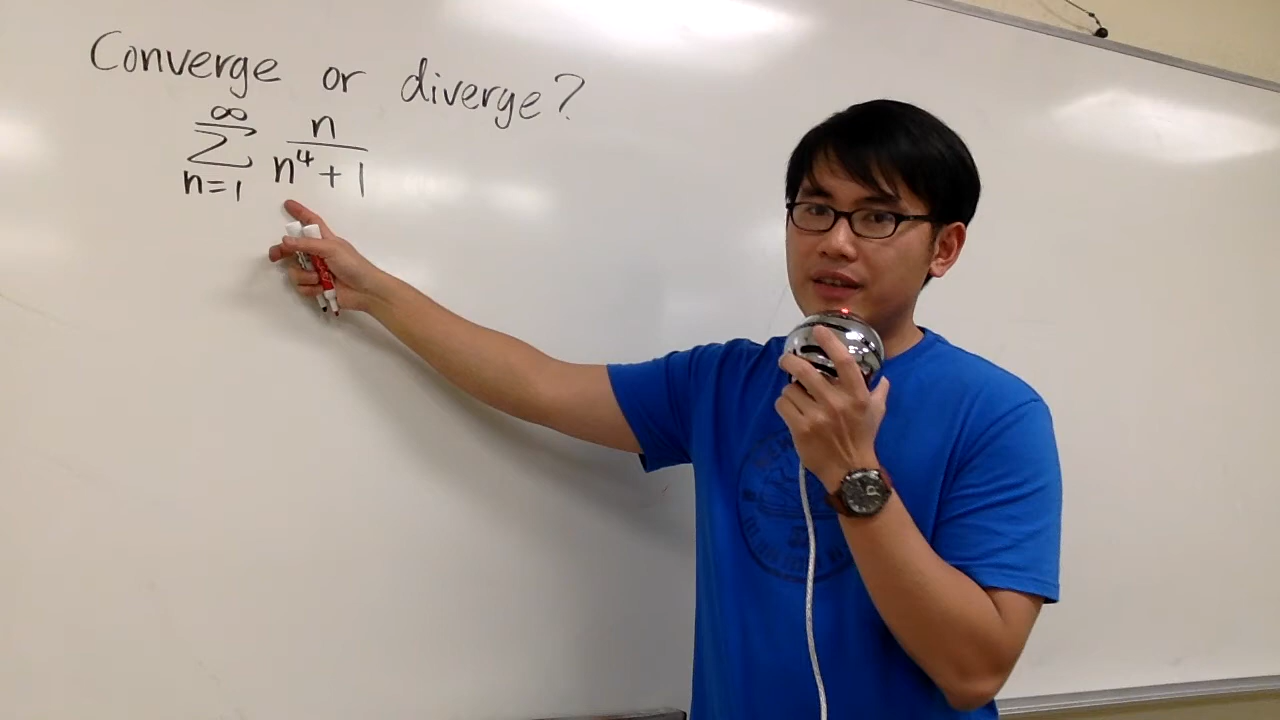 Converge or diverge?
∞
Σ n/(n⁴+1)
n=1